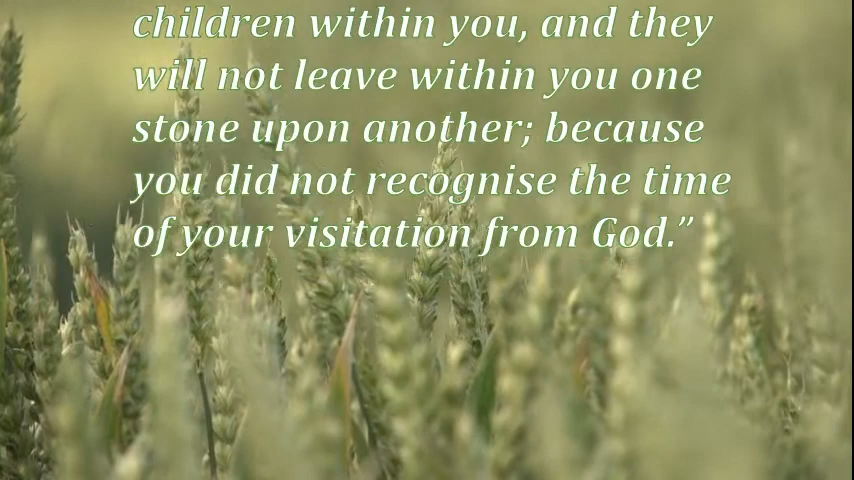 children within you, and they
will not leave within you one
stone upon another; because
you did not recognise the time
of your visitation from God.”